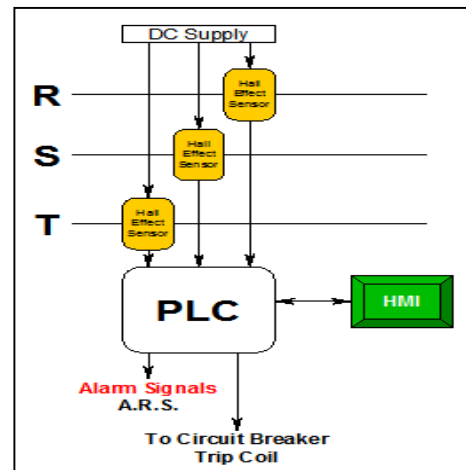 DC Supply
R
Hall
Effect
Sensor
S
Hall
Effect
Sensor
T
Hall
Effect
Sensor
PLC
HMI
Alarm Signals
A.R.S.
To Circuit Breaker
Trip Coil